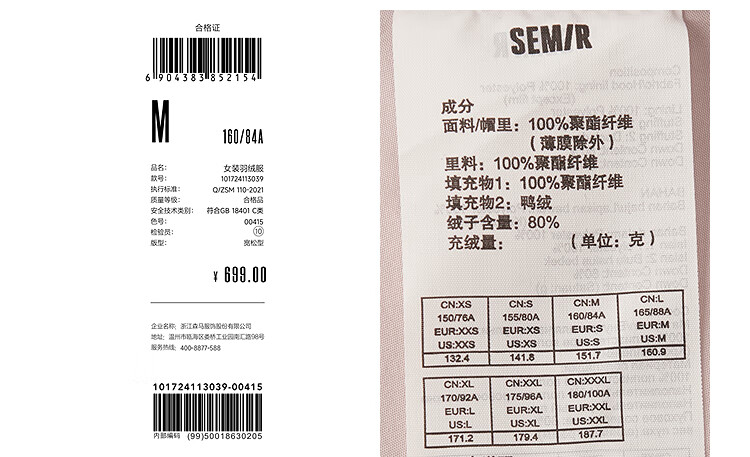 合格证
6 904383 852154
M
160/84A
品名: 女装羽绒服
款号: 101724113039
执行标准: Q/ZSM 110-2021
质量等级: 合格品
安全技术类别: 符合GB 18401 C类
色号: 00415
检验员: 10
版型: 宽松型
¥ 699.00
企业名称: 浙江森马服饰股份有限公司
地址: 温州市瓯海区娄桥工业园南汇路98号
服务热线: 400-8877-588
101724113039-00415
内部编码 (99)50018630205
SEMIR
成分
面料/帽里: 100%聚酯纤维
(薄膜除外)
里料: 100%聚酯纤维
填充物1: 100%聚酯纤维
填充物2: 鸭绒
绒子含量: 80%
充绒量: (单位: 克)
CN:XS CN:S CN:M CN:L
150/76A 155/80A 160/84A 165/88A
EUR:XXS EUR:XS EUR:S EUR:M
US:XXS US:XS US:S US:M
132.4 141.8 151.7 160.9
CN:XL CN:XXL CN:XXXL
170/92A 175/96A 180/100A
EUR:L EUR:XL EUR:XXL
US:L US:XL US:XXL
171.2 179.4 187.7